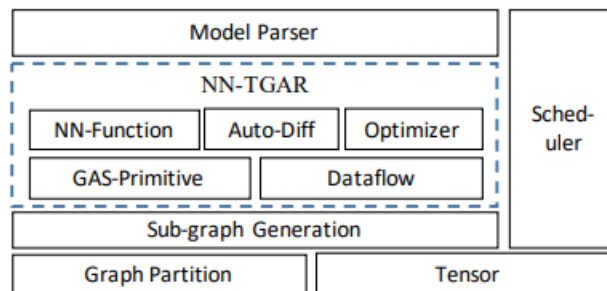 Model Parser
NN-TGAR
NN-Function
Auto-Diff
Optimizer
GAS-Primitive
Dataflow
Sched-
uler
Sub-graph Generation
Graph Partition
Tensor